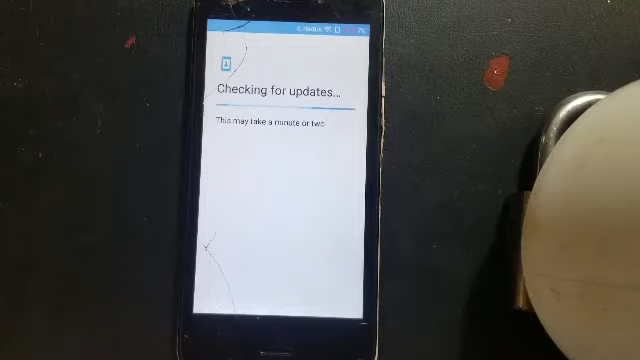 Checking for updates...
This may take a minute or two